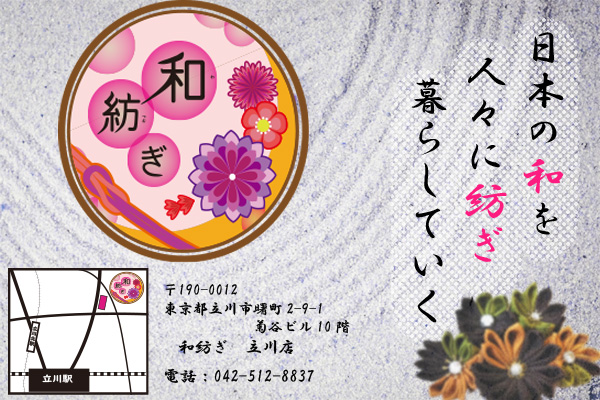 日本の和を
人々に紡ぎ
暮らしていく
和
紡
ぎ
〒190-0012
東京都立川市曙町2-9-1
菊谷ビル10階
和紡ぎ 立川店
電話：042-512-8837
立川駅